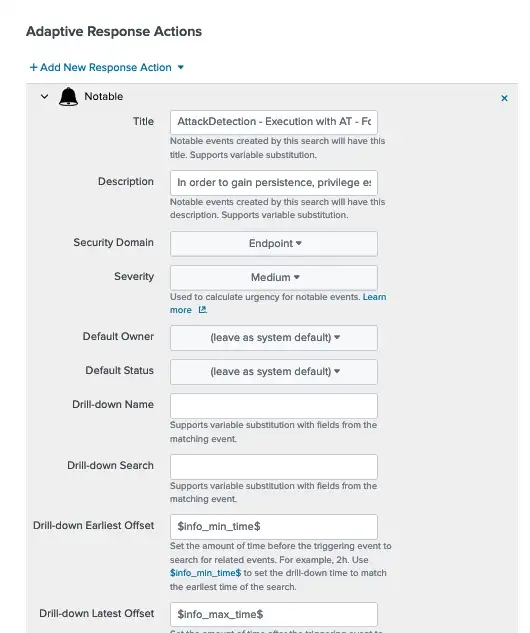 Adaptive Response Actions
+ Add New Response Action
Notable
Title
AttackDetection - Execution with AT - Fo
Notable events created by this search will have this
title. Supports variable substitution.
Description
In order to gain persistence, privilege es
Notable events created by this search will have this
description. Supports variable substitution.
Security Domain
Endpoint
Severity
Medium
Used to calculate urgency for notable events. Learn
more
Default Owner
(leave as system default)
Default Status
(leave as system default)
Drill-down Name
Supports variable substitution with fields from the
matching event.
Drill-down Search
Supports variable substitution with fields from the
matching event.
Drill-down Earliest Offset
$info_min_time$
Set the amount of time before the triggering event to
search for related events. For example, 2h. Use
$info_min_time$ to set the drill-down time to match
the earliest time of the search.
Drill-down Latest Offset
$info_max_time$